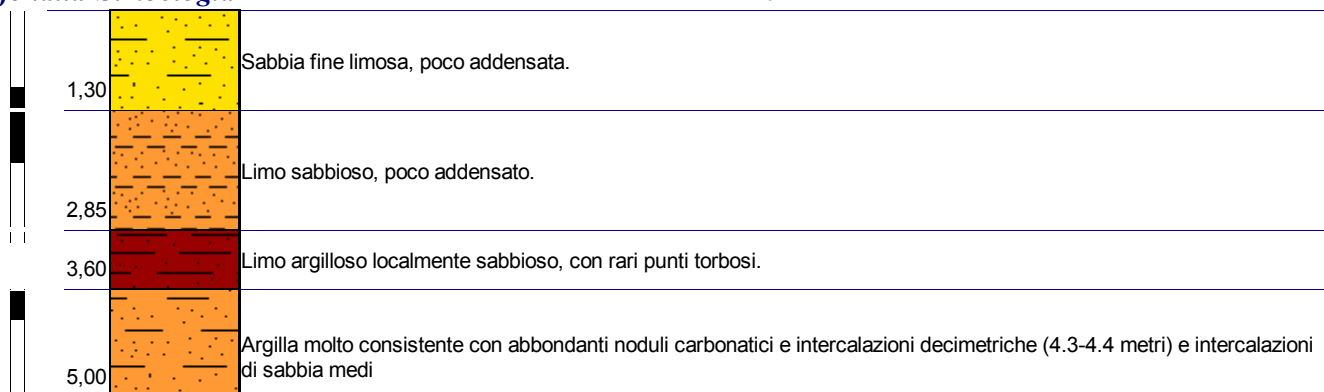 Sabbia fine limosa, poco addensata.
1,30
Limo sabbioso, poco addensato.
2,85
Limo argilloso localmente sabbioso, con rari punti torbosi.
3,60
Argilla molto consistente con abbondanti noduli carbonatici e intercalazioni decimetriche (4.3-4.4 metri) e intercalazioni
di sabbia medi
5,00